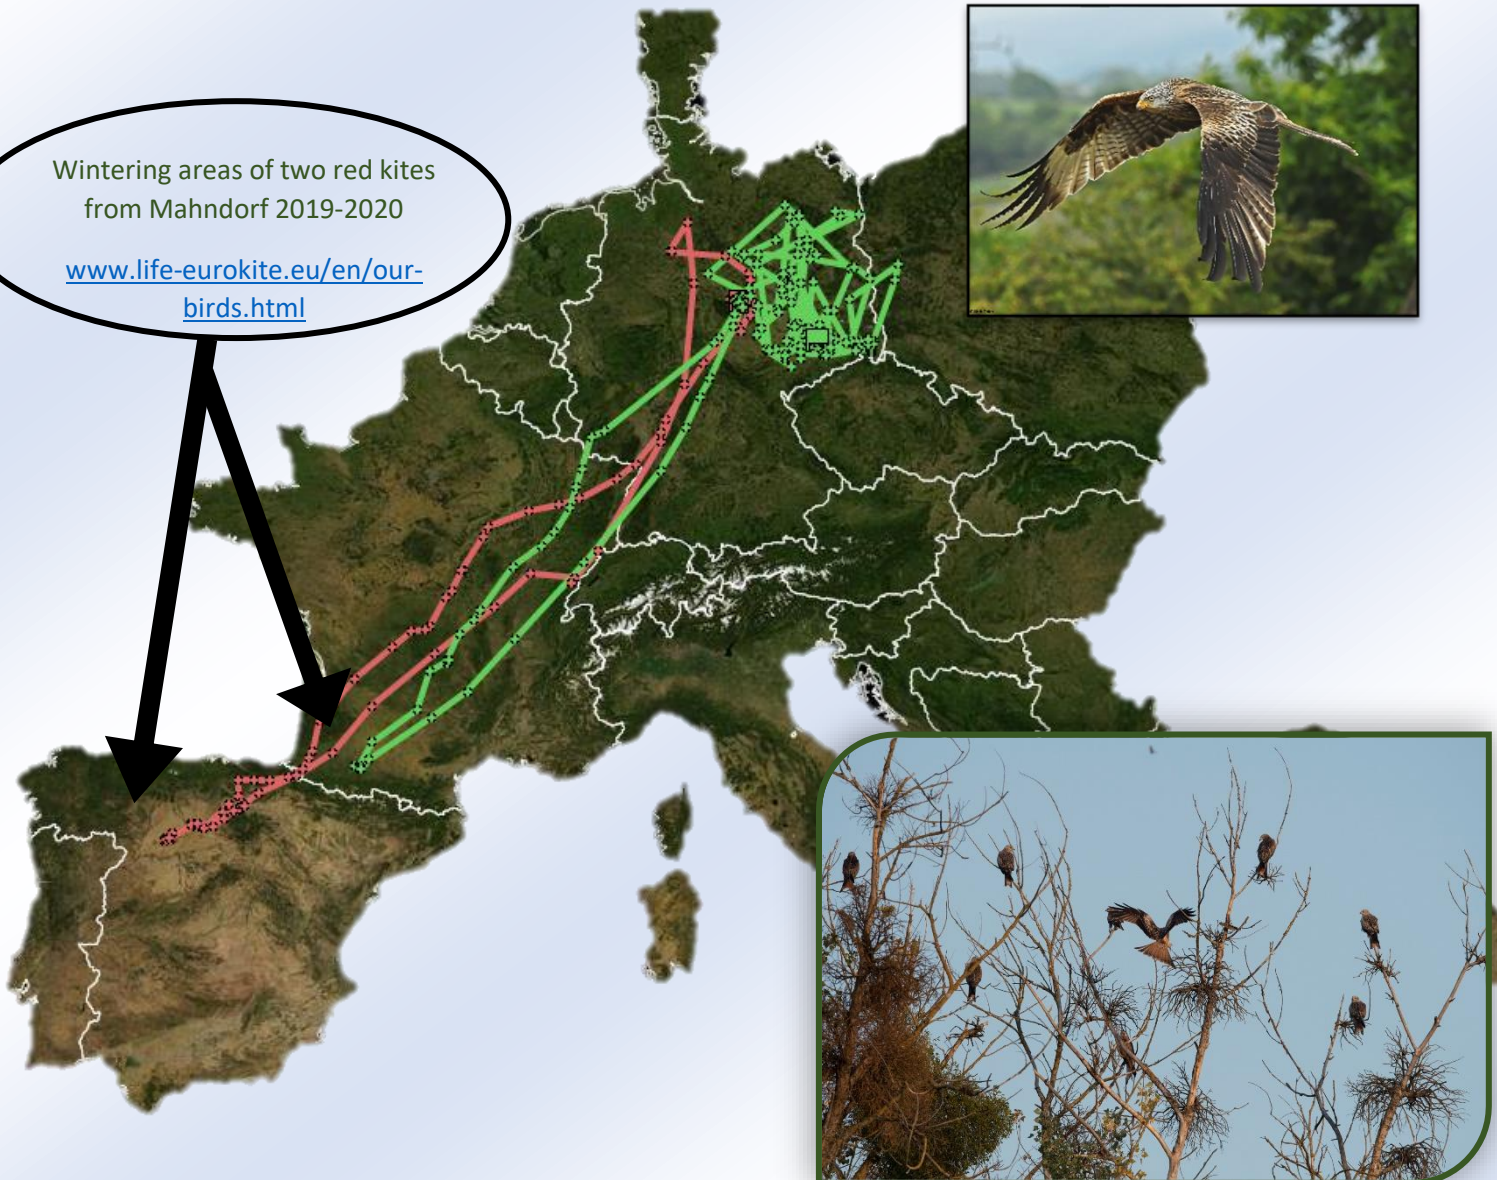 Wintering areas of two red kites
from Mahndorf 2019-2020
www.life-eurokite.eu/en/our-
birds.html